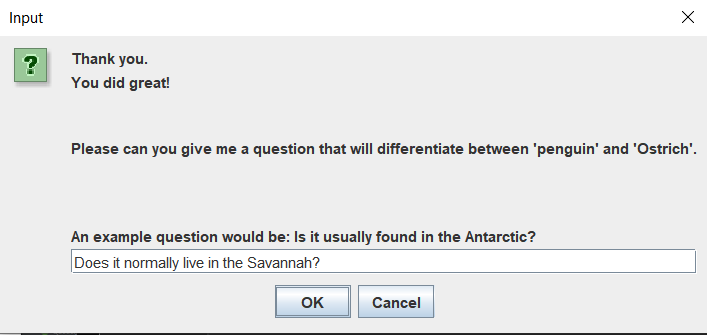 Input
?
Thank you.
You did great!
Please can you give me a question that will differentiate between 'penguin' and 'Ostrich'.
An example question would be: Is it usually found in the Antarctic?
Does it normally live in the Savannah?
OK
Cancel